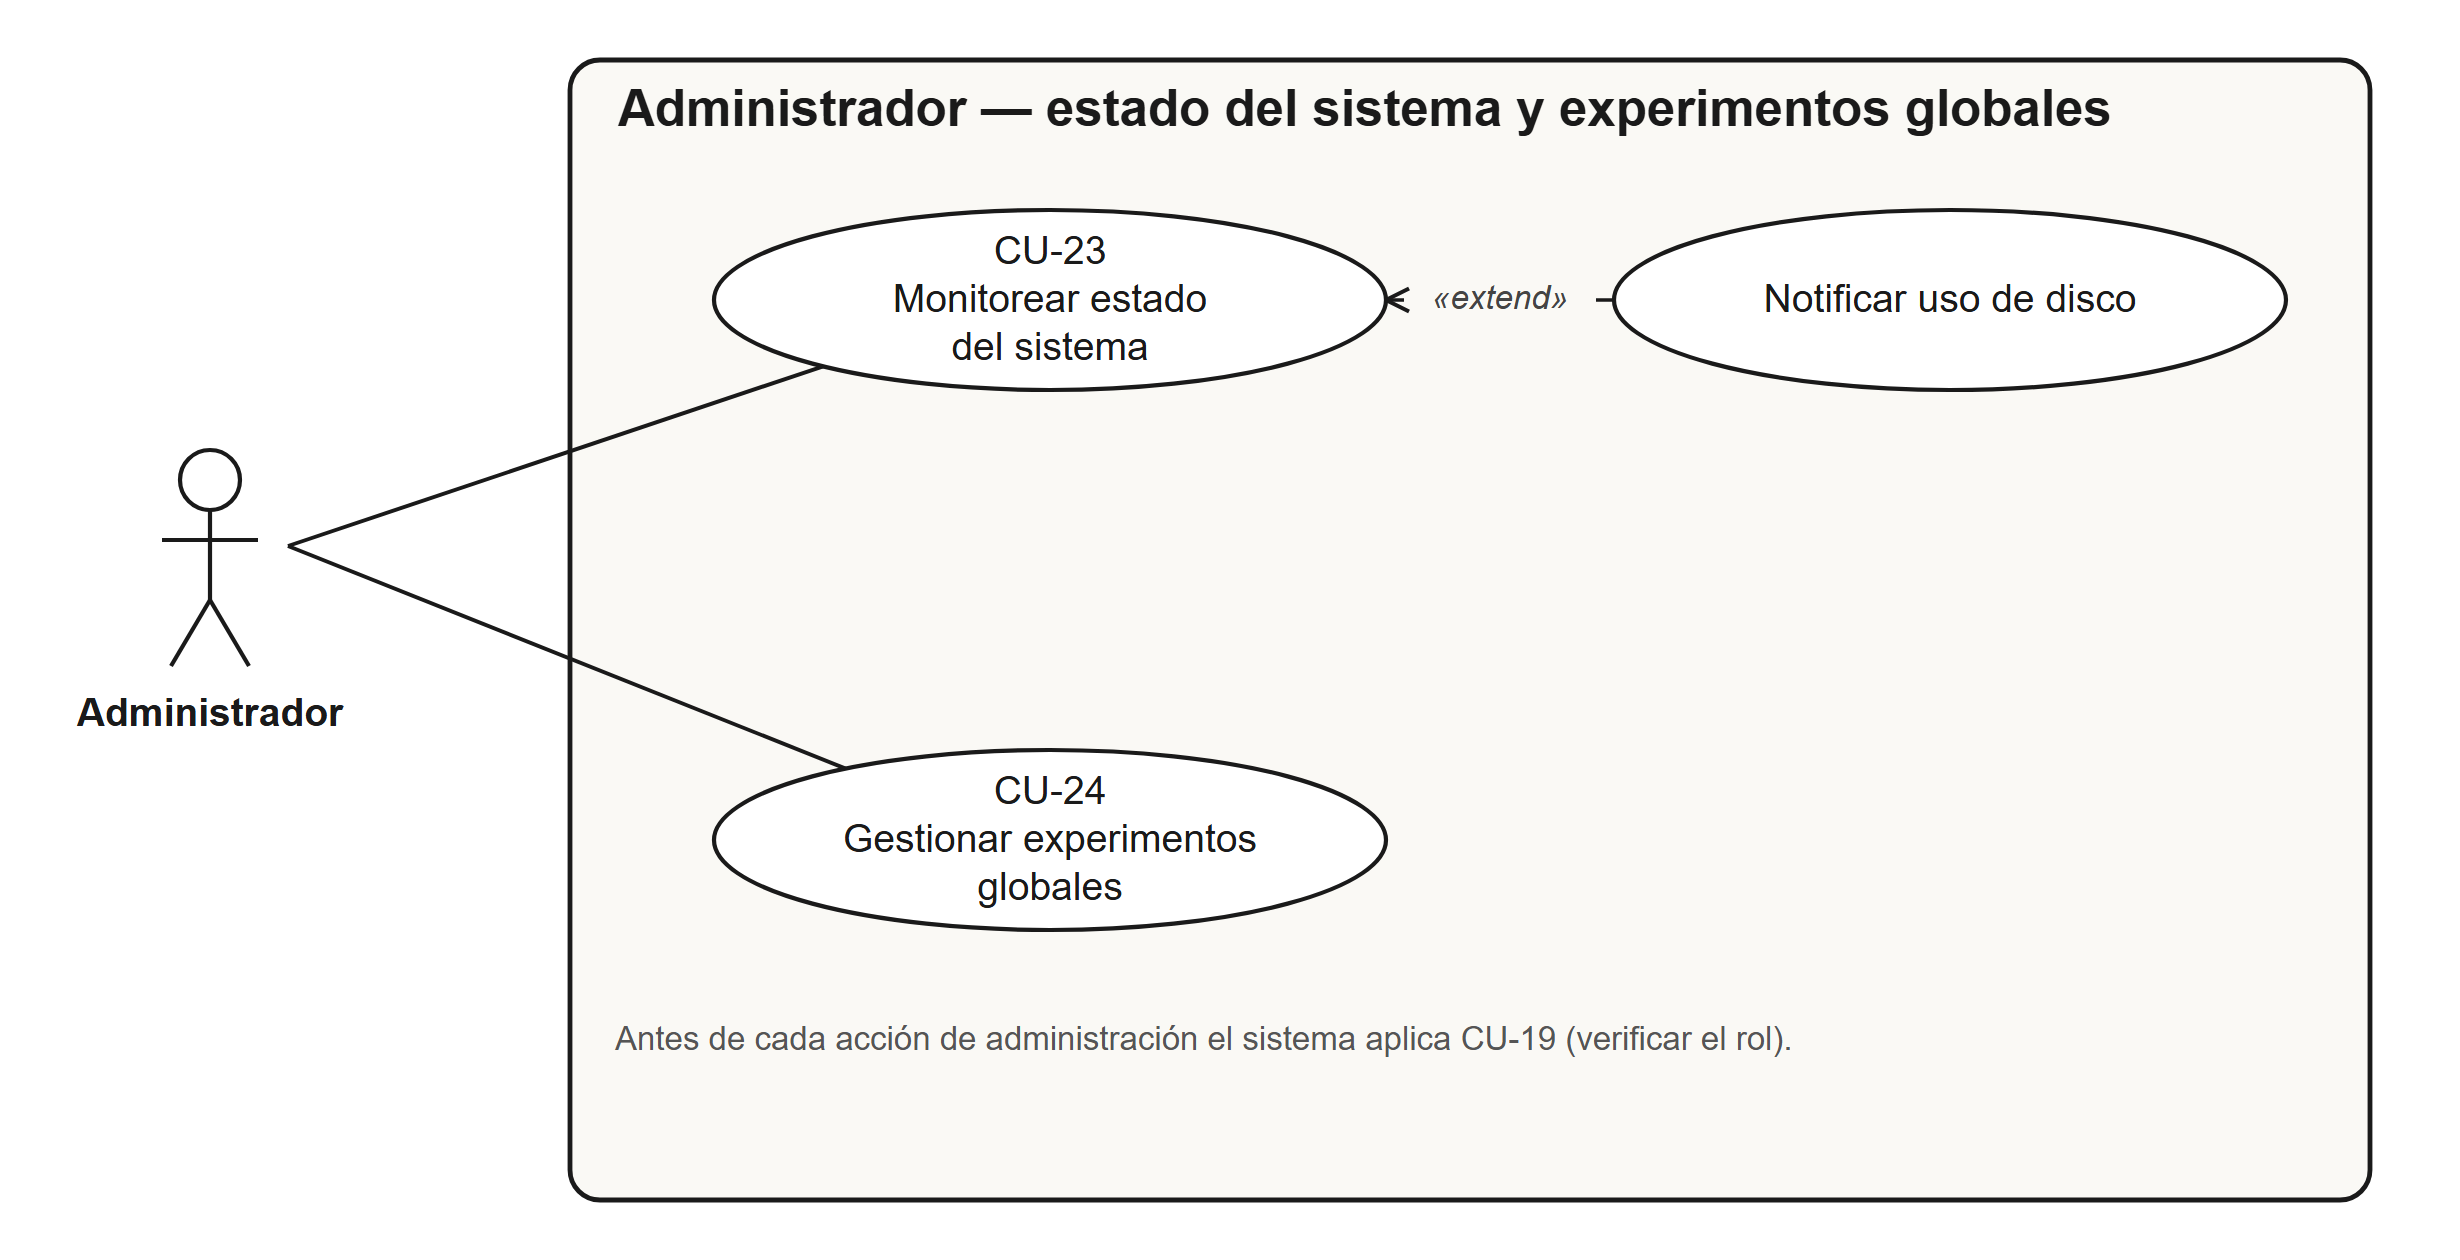 Administrador — estado del sistema y experimentos globales
CU-23
Monitorear estado
del sistema
«extend»
Notificar uso de disco
Administrador
CU-24
Gestionar experimentos
globales
Antes de cada acción de administración el sistema aplica CU-19 (verificar el rol).